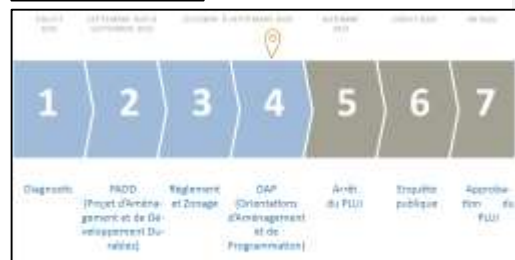 1 2 3 4 5 6 7
Diagnostic
PADD
(Projet d'Aména-
gement et de Dé-
veloppement Du-
rables)
Règlement
et Zonage
OAP
(Orientations
d'Aménagement
et de
Programmation)
Arrêt
du PLUi
Enquête
publique
Approba-
tion du
PLUi